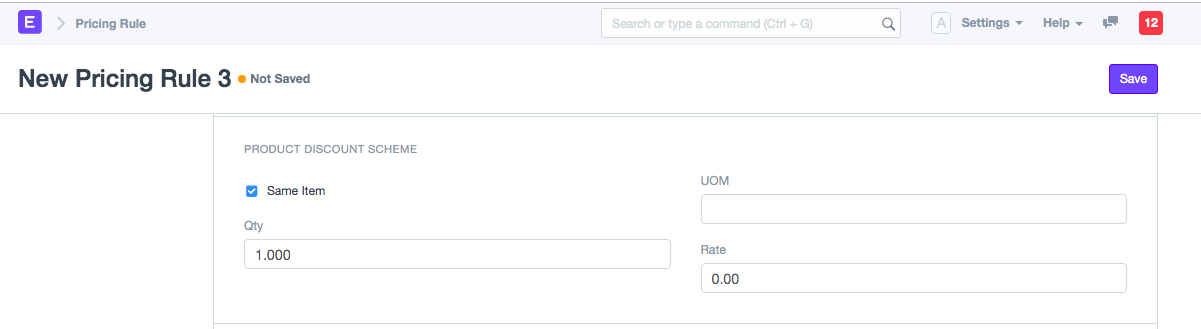 E Pricing Rule Search or type a command (Ctrl + G) A Settings Help 12
New Pricing Rule 3 Not Saved Save
PRODUCT DISCOUNT SCHEME
Same Item
Qty
1.000
UOM
Rate
0.00